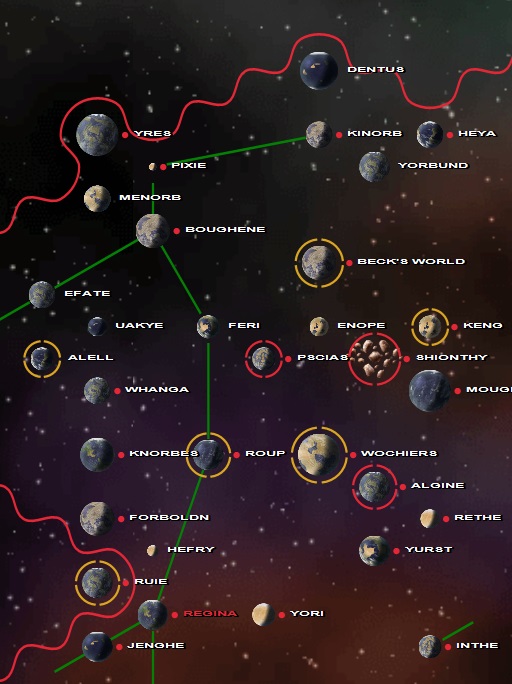 DENTUS
YRES
KINORB
HEYA
PIXIE
YORBUND
MENORB
BOUGHENE
BECK'S WORLD
EFATE
UAKYE
FERI
ENOPE
KENG
ALELL
PSCIAS
SHIONTHY
WHANGA
MOUG
KNORBES
ROUP
WOCHIERS
ALGINE
FORBOLDN
RETHE
HEFRY
YURST
RUIE
REGINA
YORI
JENGHE
INTHE